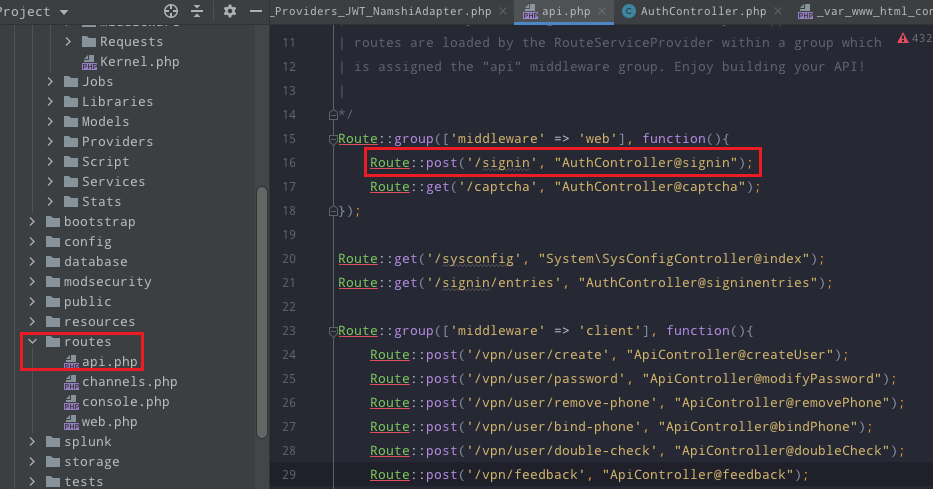 Project
middleware
Requests
Kernel.php
Jobs
Libraries
Models
Providers
Script
Services
Stats
bootstrap
config
database
modsecurity
public
resources
routes
api.php
channels.php
console.php
web.php
splunk
storage
tests
_Providers_JWT_NamshiAdapter.php
api.php
AuthController.php
_var_www_html_con
432
11 | routes are loaded by the RouteServiceProvider within a group which
12 | is assigned the "api" middleware group. Enjoy building your API!
13 |
14 */
15 Route::group(['middleware' => 'web'], function(){
16 Route::post('/signin', "AuthController@signin");
17 Route::get('/captcha', "AuthController@captcha");
18 });
19
20 Route::get('/sysconfig', "System\SysConfigController@index");
21 Route::get('/signin/entries', "AuthController@signinentries");
22
23 Route::group(['middleware' => 'client'], function(){
24 Route::post('/vpn/user/create', "ApiController@createUser");
25 Route::post('/vpn/user/password', "ApiController@modifyPassword");
26 Route::post('/vpn/user/remove-phone', "ApiController@removePhone");
27 Route::post('/vpn/user/bind-phone', "ApiController@bindPhone");
28 Route::post('/vpn/user/double-check', "ApiController@doubleCheck");
29 Route::post('/vpn/feedback', "ApiController@feedback");